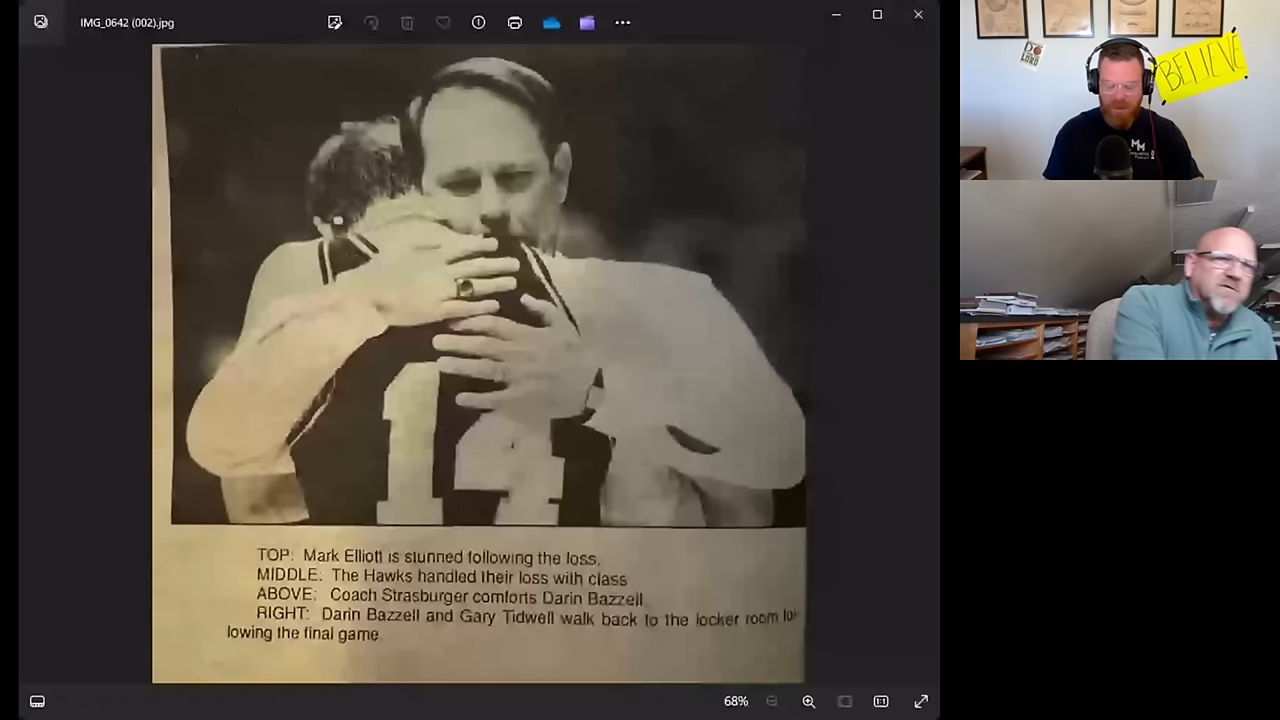 IMG_0642 (002).jpg
BELIEVE
14
TOP: Mark Elliott is stunned following the loss.
MIDDLE: The Hawks handled their loss with class
ABOVE: Coach Strasburger comforts Darin Bazzell
RIGHT: Darin Bazzell and Gary Tidwell walk back to the locker room fol
lowing the final game.
68%
1:1